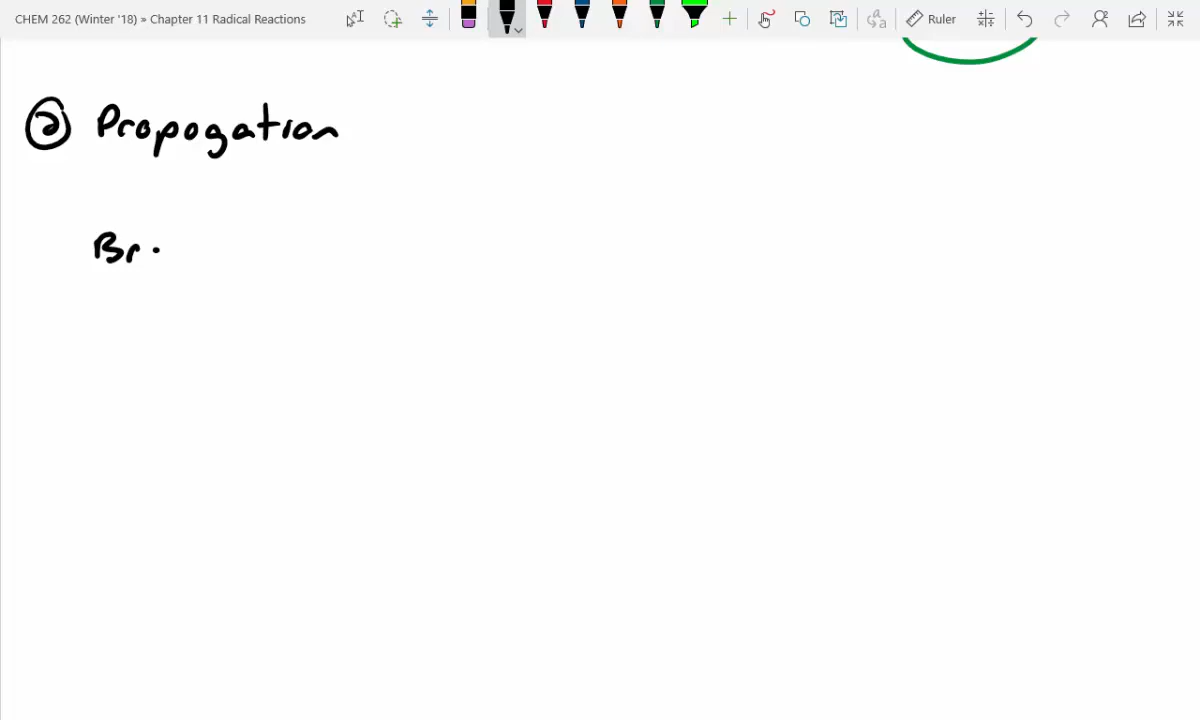 CHEM 262 (Winter '18) » Chapter 11 Radical Reactions
Ruler
② Propogation
Br ·